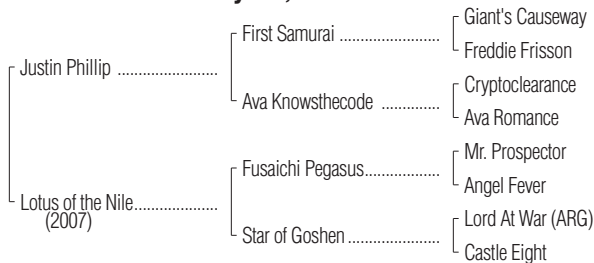 First Samurai ....................
Giant's Causeway
Freddie Frisson
Justin Phillip .......................
Ava Knowsthecode ..............
Cryptoclearance
Ava Romance
Lotus of the Nile...................
(2007)
Fusaichi Pegasus.................
Mr. Prospector
Angel Fever
Star of Goshen.....................
Lord At War (ARG)
Castle Eight